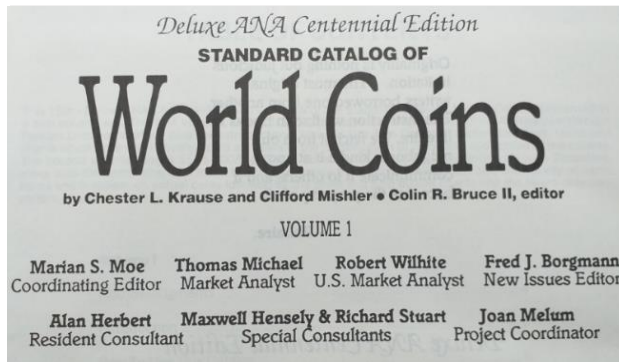 Deluxe ANA Centennial Edition
STANDARD CATALOG OF
World Coins
by Chester L. Krause and Clifford Mishler • Colin R. Bruce II, editor
VOLUME 1
Marian S. Moe Thomas Michael Robert Wilhite Fred J. Borgmann
Coordinating Editor Market Analyst U.S. Market Analyst New Issues Editor
Alan Herbert Maxwell Hensely & Richard Stuart Joan Melum
Resident Consultant Special Consultants Project Coordinator